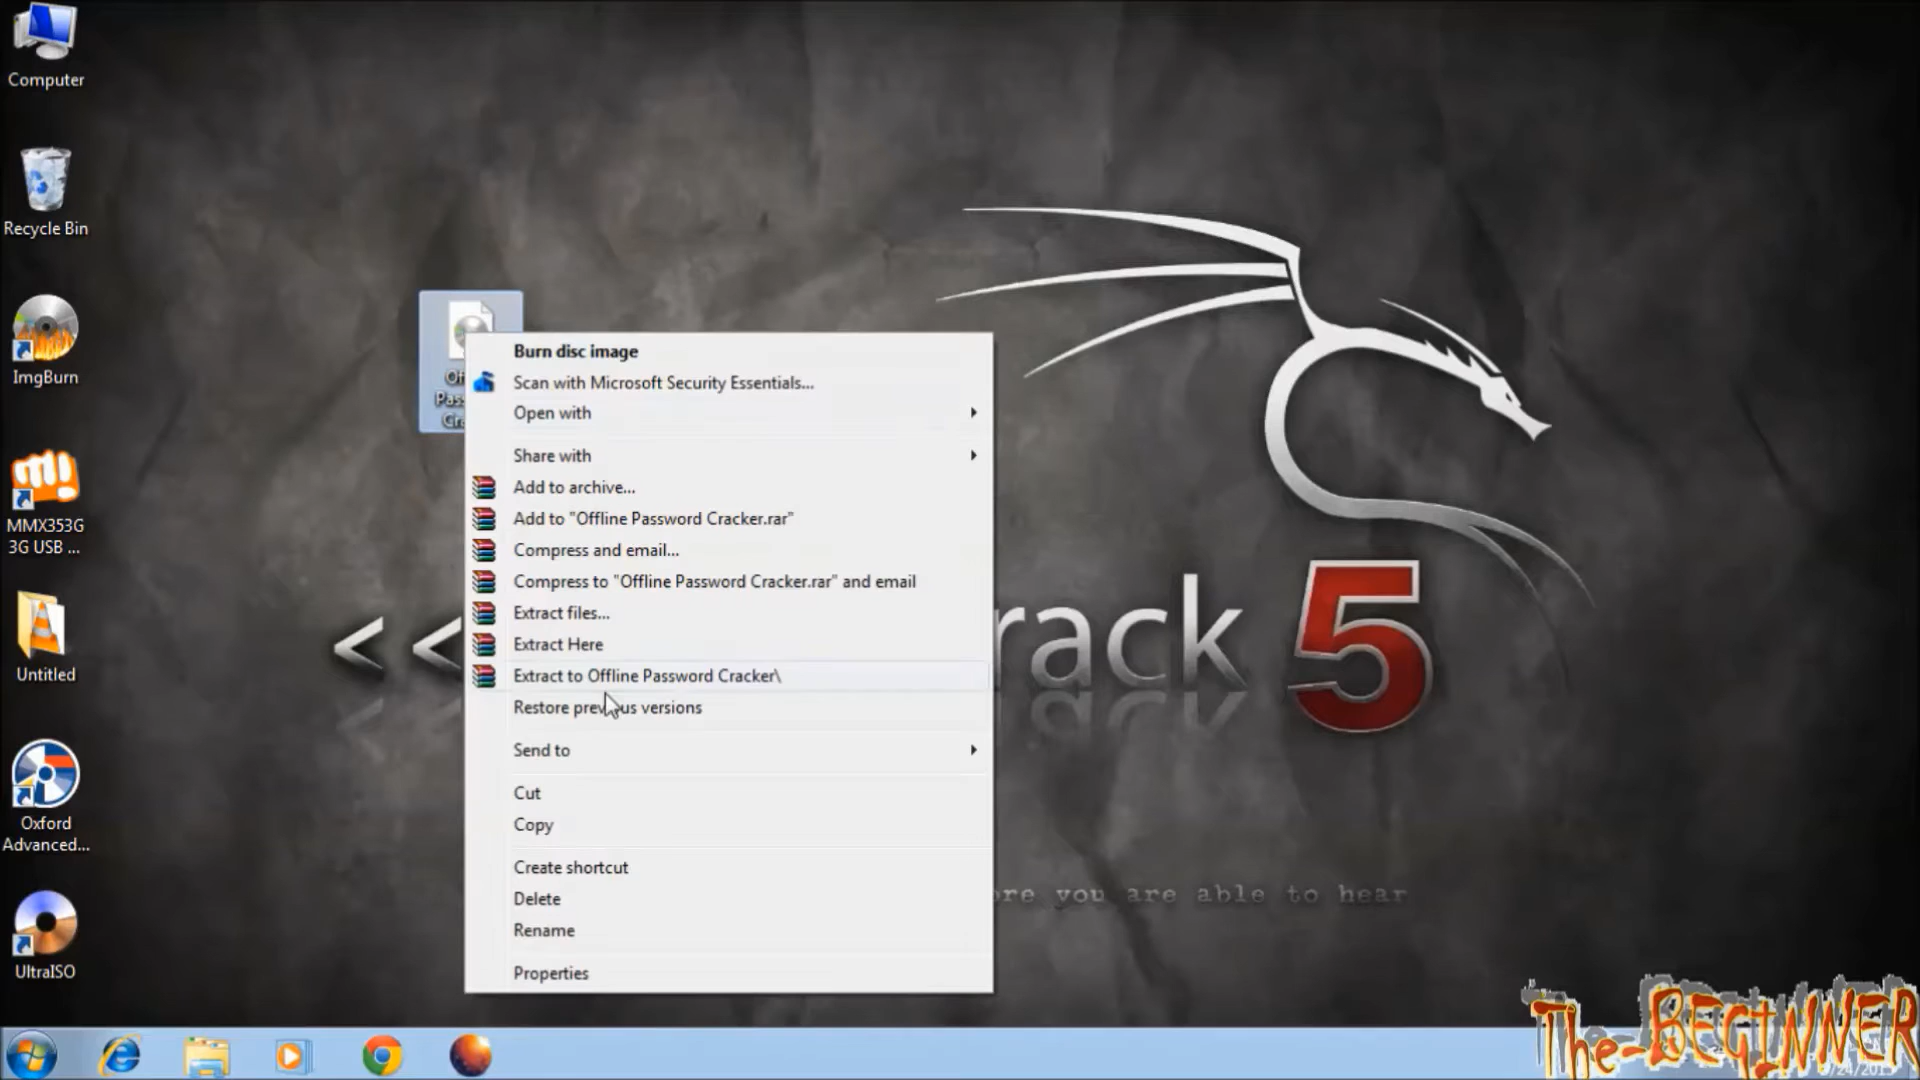 Computer
Recycle Bin
ImgBurn
MMX353G
3G USB ...
Untitled
Oxford
Advanced...
UltraISO
Burn disc image
Scan with Microsoft Security Essentials...
Open with
Share with
Add to archive...
Add to "Offline Password Cracker.rar"
Compress and email...
Compress to "Offline Password Cracker.rar" and email
Extract files...
Extract Here
Extract to Offline Password Cracker\
Restore previous versions
Send to
Cut
Copy
Create shortcut
Delete
Rename
Properties
<< rack 5
you are able to hear
The-BEGINNER